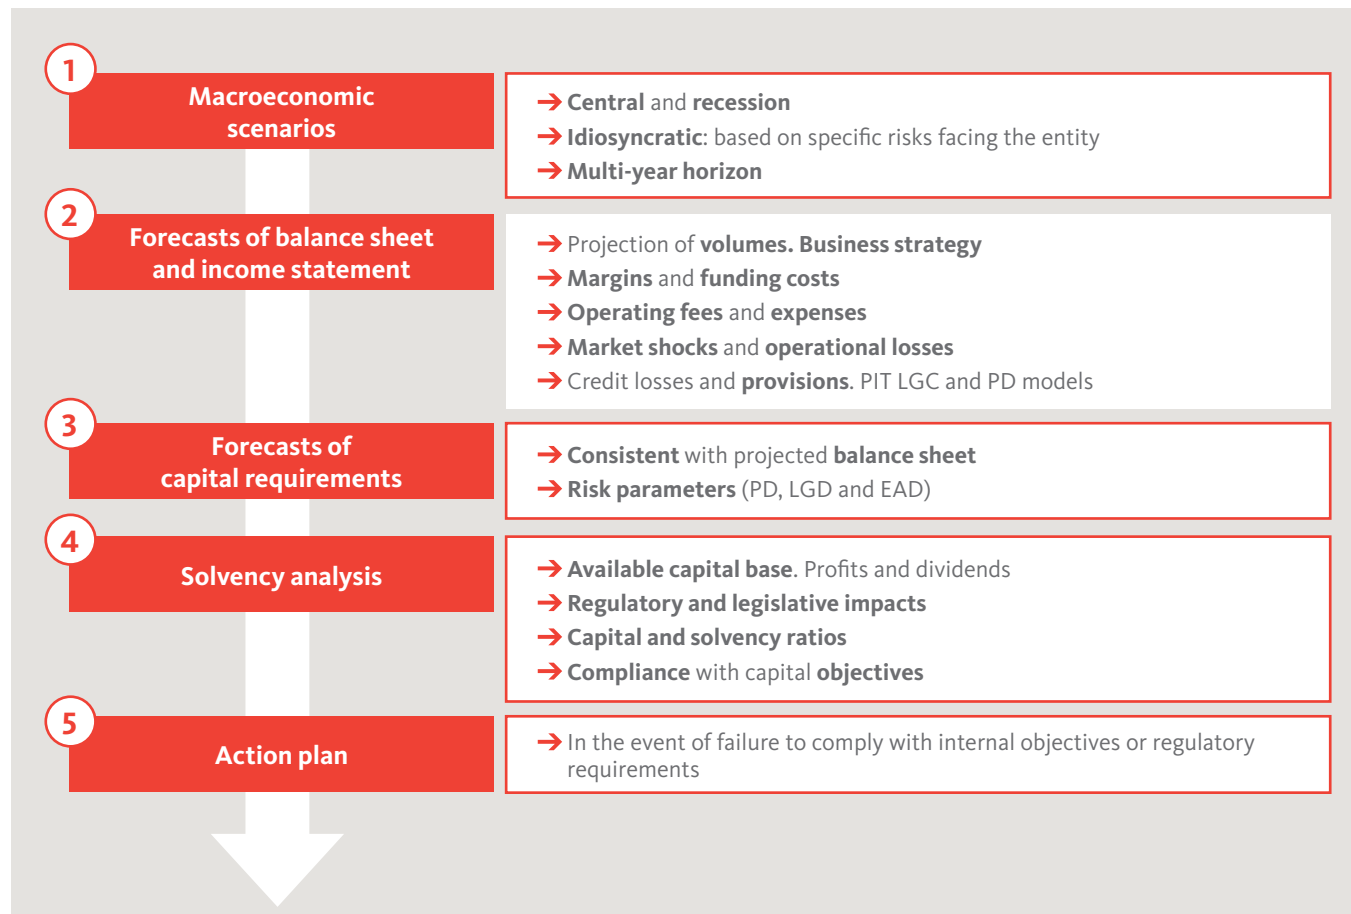 1
Macroeconomic
scenarios
→ Central and recession
→ Idiosyncratic: based on specific risks facing the entity
→ Multi-year horizon
2
Forecasts of balance sheet
and income statement
→ Projection of volumes. Business strategy
→ Margins and funding costs
→ Operating fees and expenses
→ Market shocks and operational losses
→ Credit losses and provisions. PIT LGC and PD models
3
Forecasts of
capital requirements
→ Consistent with projected balance sheet
→ Risk parameters (PD, LGD and EAD)
4
Solvency analysis
→ Available capital base. Profits and dividends
→ Regulatory and legislative impacts
→ Capital and solvency ratios
→ Compliance with capital objectives
5
Action plan
→ In the event of failure to comply with internal objectives or regulatory
requirements